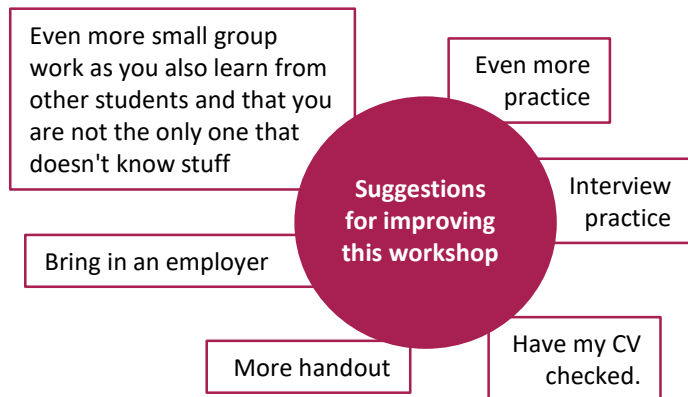 Even more small group
work as you also learn from
other students and that you
are not the only one that
doesn't know stuff
Even more
practice
Suggestions
for improving
this workshop
Interview
practice
Bring in an employer
More handout
Have my CV
checked.